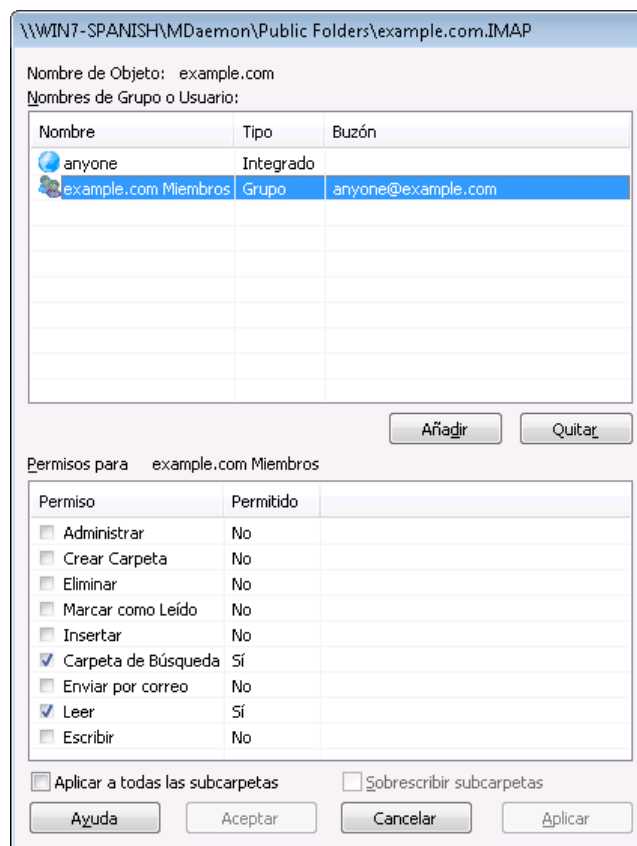 \\WIN7-SPANISH\MDaemon\Public Folders\example.com.IMAP
Nombre de Objeto: example.com
Nombres de Grupo o Usuario:
Nombre Tipo Buzón
anyone Integrado
example.com Miembros Grupo anyone@example.com
Añadir Quitar
Permisos para example.com Miembros
Permiso Permitido
Administrar No
Crear Carpeta No
Eliminar No
Marcar como Leído No
Insertar No
Carpeta de Búsqueda Sí
Enviar por correo No
Leer Sí
Escribir No
Aplicar a todas las subcarpetas Sobrescribir subcarpetas
Ayuda Aceptar Cancelar Aplicar